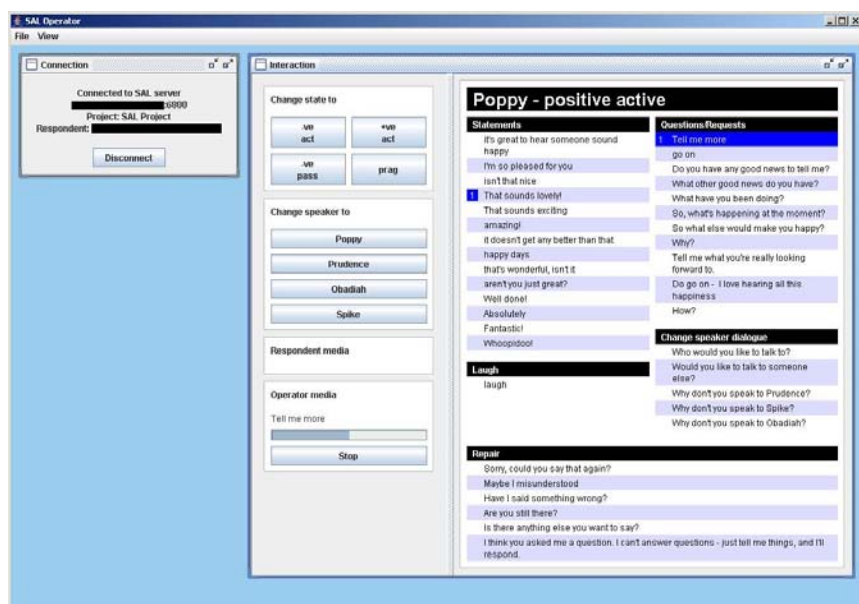 SAL Operator
File View
Connection
Connected to SAL server
:6800
Project: SAL Project
Respondent:
Disconnect
Interaction
Change state to
-ve
act
+ve
act
-ve
pass
prag
Change speaker to
Poppy
Prudence
Obadiah
Spike
Respondent media
Operator media
Tell me more
Stop
Poppy - positive active
Statements
it's great to hear someone sound
happy
I'm so pleased for you
isn't that nice
1 That sounds lovely!
That sounds exciting
amazing!
it doesn't get any better than that
happy days
that's wonderful, isn't it
aren't you just great?
Well done!
Absolutely
Fantastic!
Whoopidoo!
Laugh
laugh
Questions/Requests
1 Tell me more
go on
Do you have any good news to tell me?
What other good news do you have?
What have you been doing?
So, what's happening at the moment?
So what else would make you happy?
Why?
Tell me what you're really looking
forward to.
Do go on - I love hearing all this
happiness
How?
Change speaker dialogue
Who would you like to talk to?
Would you like to talk to someone
else?
Why don't you speak to Prudence?
Why don't you speak to Spike?
Why don't you speak to Obadiah?
Repair
Sorry, could you say that again?
Maybe I misunderstood
Have I said something wrong?
Are you still there?
Is there anything else you want to say?
I think you asked me a question. I can't answer questions - just tell me things, and I'll
respond.